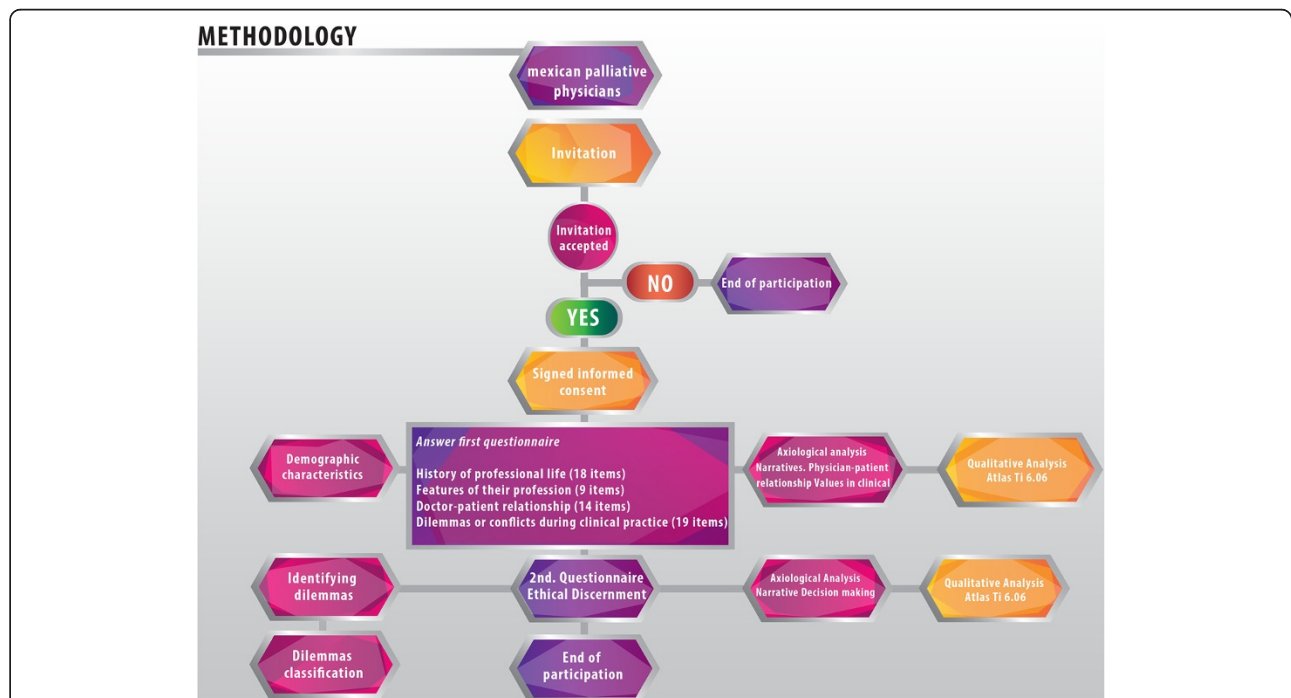 METHODOLOGY
mexican palliative
physicians
Invitation
Invitation
accepted
NO
End of participation
YES
Signed informed
consent
Demographic
characteristics
Answer first questionnaire
History of professional life (18 items)
Features of their profession (9 items)
Doctor-patient relationship (14 items)
Dilemmas or conflicts during clinical practice (19 items)
Axiological analysis
Narratives. Physician-patient
relationship Values in clinical
Qualitative Analysis
Atlas Ti 6.06
Identifying
dilemmas
2nd. Questionnaire
Ethical Discernment
Axiological Analysis
Narrative Decision making
Qualitative Analysis
Atlas Ti 6.06
Dilemmas
classification
End of
participation